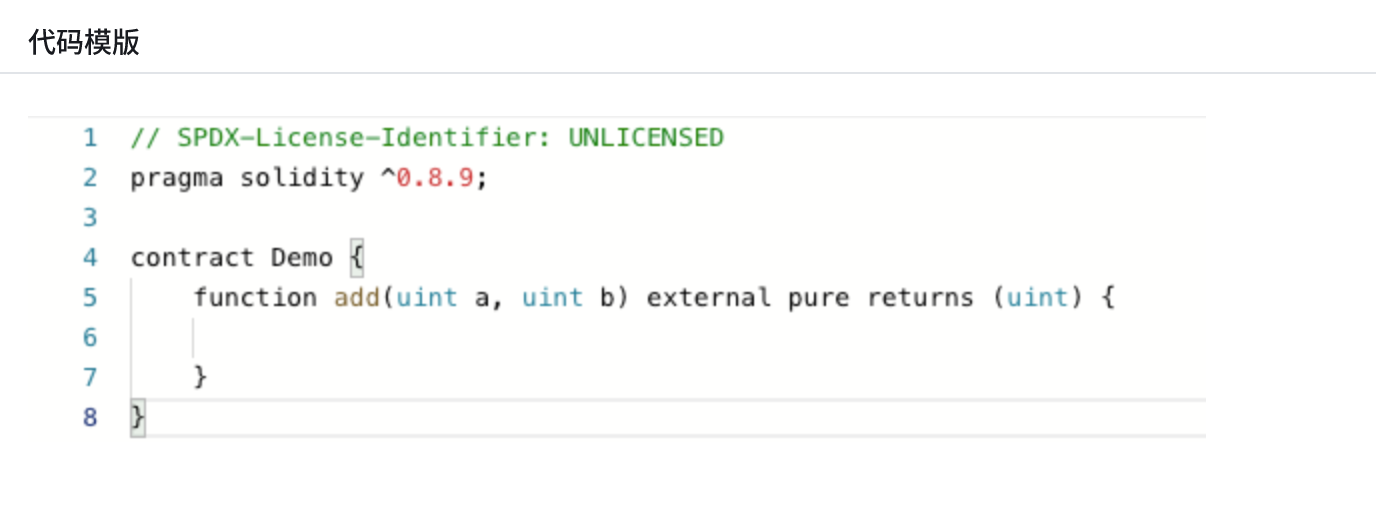 代码模版
1 // SPDX-License-Identifier: UNLICENSED
2 pragma solidity ^0.8.9;
3
4 contract Demo {
5     function add(uint a, uint b) external pure returns (uint) {
6
7     }
8 }